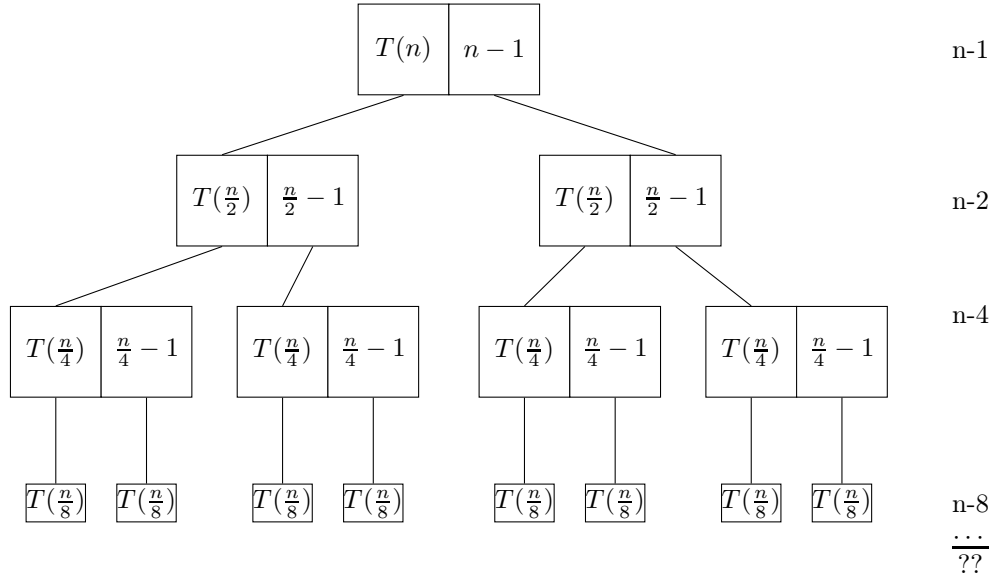 T(n) n − 1 n-1
T(n/2) n/2 − 1 T(n/2) n/2 − 1 n-2
T(n/4) n/4 − 1 T(n/4) n/4 − 1 T(n/4) n/4 − 1 T(n/4) n/4 − 1 n-4
T(n/8) T(n/8) T(n/8) T(n/8) T(n/8) T(n/8) T(n/8) T(n/8) n-8
...
??